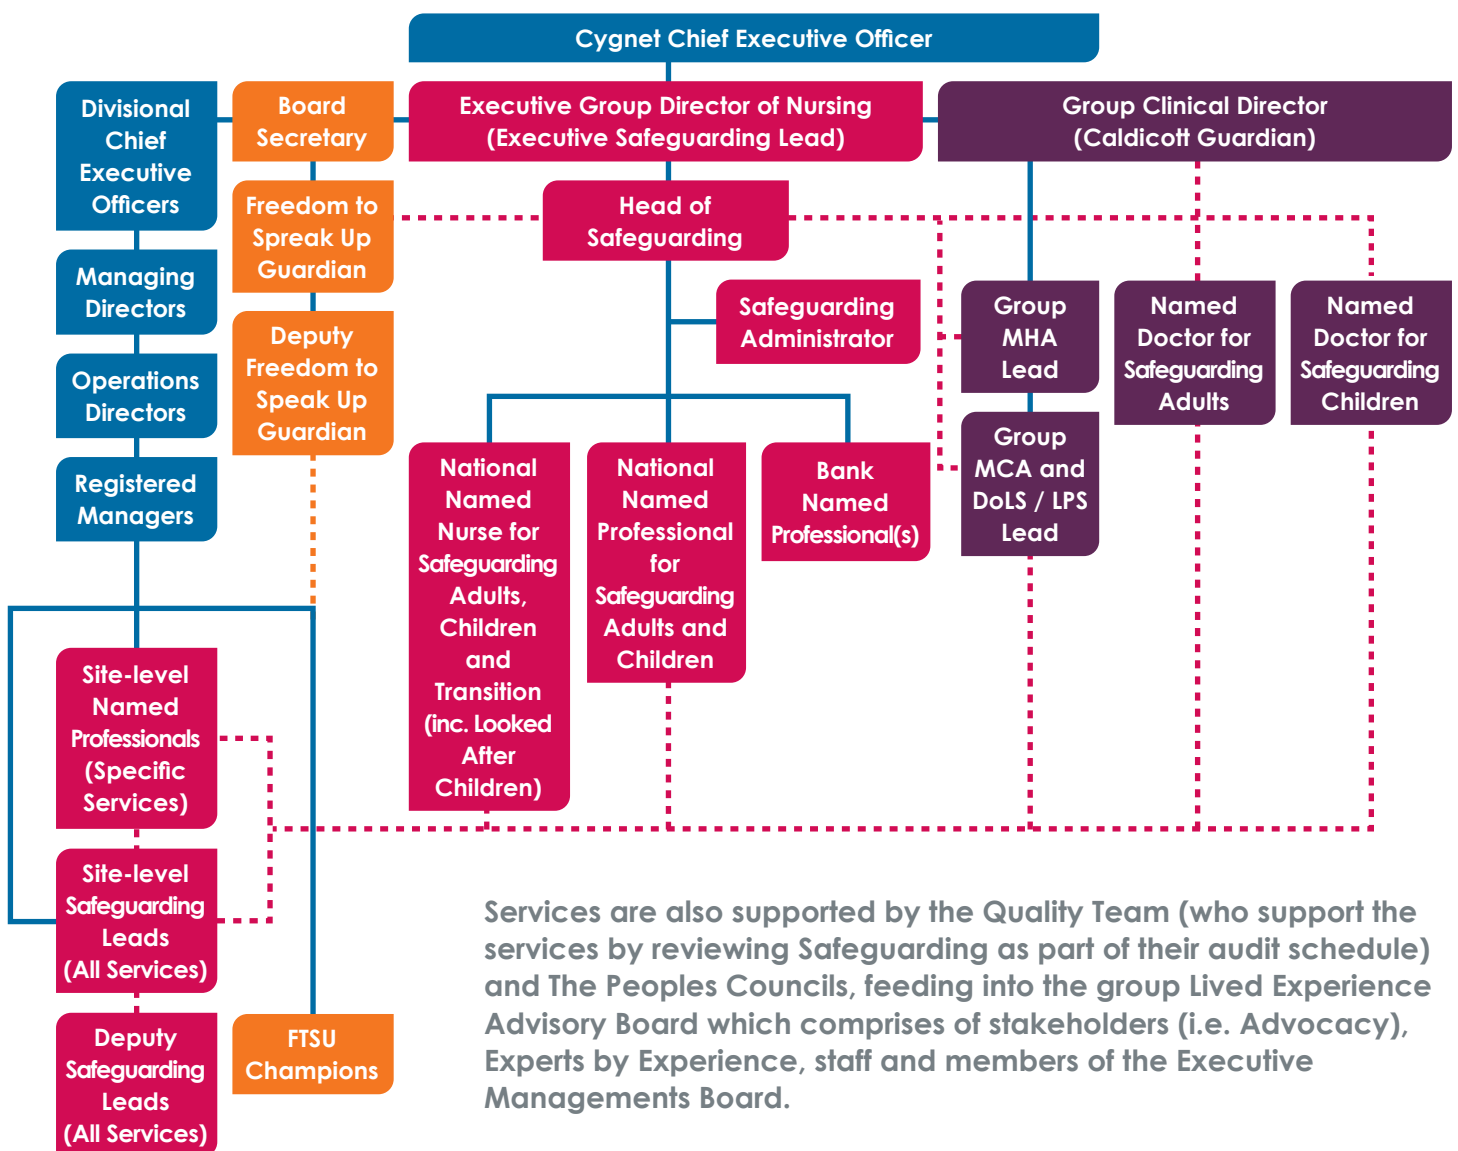 Cygnet Chief Executive Officer
Divisional
Chief
Executive
Officers
Board
Secretary
Executive Group Director of Nursing
(Executive Safeguarding Lead)
Group Clinical Director
(Caldicott Guardian)
Managing
Directors
Freedom to
Spreak Up
Guardian
Head of
Safeguarding
Safeguarding
Administrator
Group
MHA
Lead
Named
Doctor for
Safeguarding
Adults
Named
Doctor for
Safeguarding
Children
Operations
Directors
Deputy
Freedom to
Speak Up
Guardian
Registered
Managers
National
Named
Nurse for
Safeguarding
Adults,
Children
and
Transition
(inc. Looked
After
Children)
National
Named
Professional
for
Safeguarding
Adults and
Children
Bank
Named
Professional(s)
Group
MCA and
DoLS / LPS
Lead
Site-level
Named
Professionals
(Specific
Services)
Site-level
Safeguarding
Leads
(All Services)
Deputy
Safeguarding
Leads
(All Services)
FTSU
Champions
Services are also supported by the Quality Team (who support the
services by reviewing Safeguarding as part of their audit schedule)
and The Peoples Councils, feeding into the group Lived Experience
Advisory Board which comprises of stakeholders (i.e. Advocacy),
Experts by Experience, staff and members of the Executive
Managements Board.